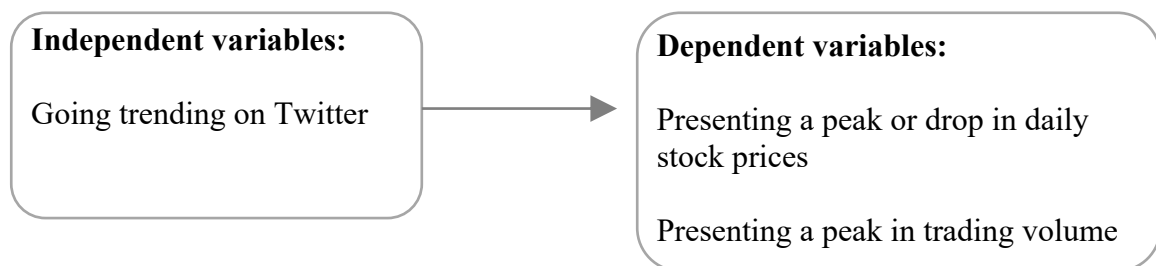 Independent variables:
Going trending on Twitter
Dependent variables:
Presenting a peak or drop in daily
stock prices
Presenting a peak in trading volume